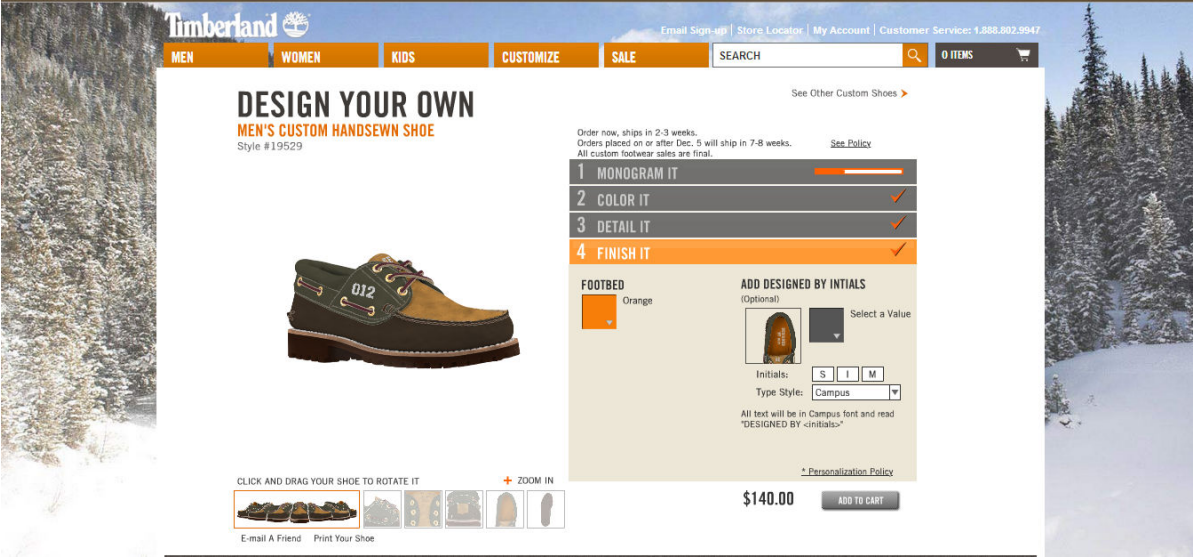 Timberland
Email Sign-up | Store Locator | My Account | Customer Service: 1.888.802.9947
MEN WOMEN KIDS CUSTOMIZE SALE SEARCH 0 ITEMS
DESIGN YOUR OWN
MEN'S CUSTOM HANDSEWN SHOE
Style #19529
See Other Custom Shoes
Order now, ships in 2-3 weeks.
Orders placed on or after Dec. 5 will ship in 7-8 weeks. See Policy
All custom footwear sales are final.
1 MONOGRAM IT
2 COLOR IT
3 DETAIL IT
4 FINISH IT
012
FOOTBED
Orange
ADD DESIGNED BY INTIALS
(Optional)
Select a Value
Initials: S I M
Type Style: Campus
All text will be in Campus font and read
"DESIGNED BY <initials>"
* Personalization Policy
CLICK AND DRAG YOUR SHOE TO ROTATE IT + ZOOM IN
$140.00 ADD TO CART
E-mail A Friend Print Your Shoe